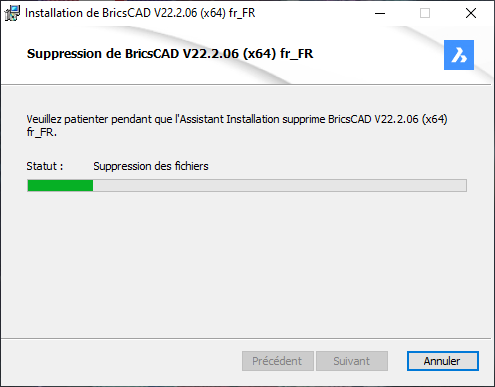 Installation de BricsCAD V22.2.06 (x64) fr_FR
Suppression de BricsCAD V22.2.06 (x64) fr_FR
Veuillez patienter pendant que l'Assistant Installation supprime BricsCAD V22.2.06 (x64)
fr_FR.
Statut : Suppression des fichiers
Précédent Suivant Annuler